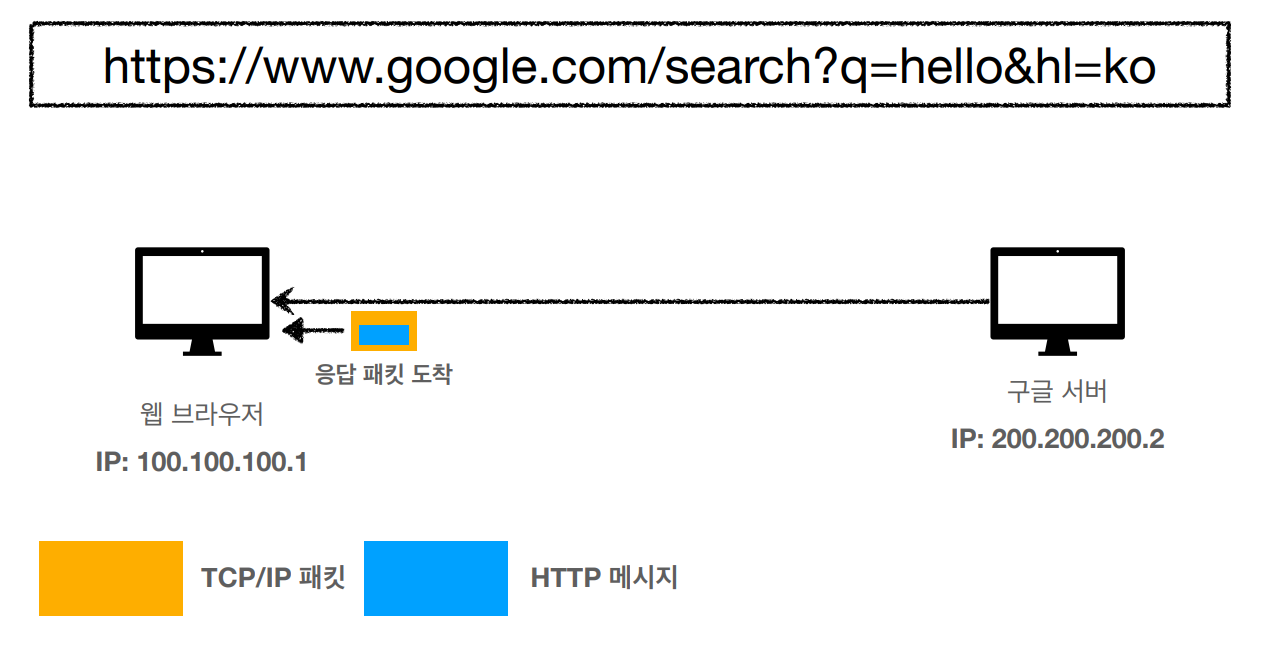 https://www.google.com/search?q=hello&hl=ko
응답 패킷 도착
웹 브라우저
IP: 100.100.100.1
구글 서버
IP: 200.200.200.2
TCP/IP 패킷
HTTP 메시지